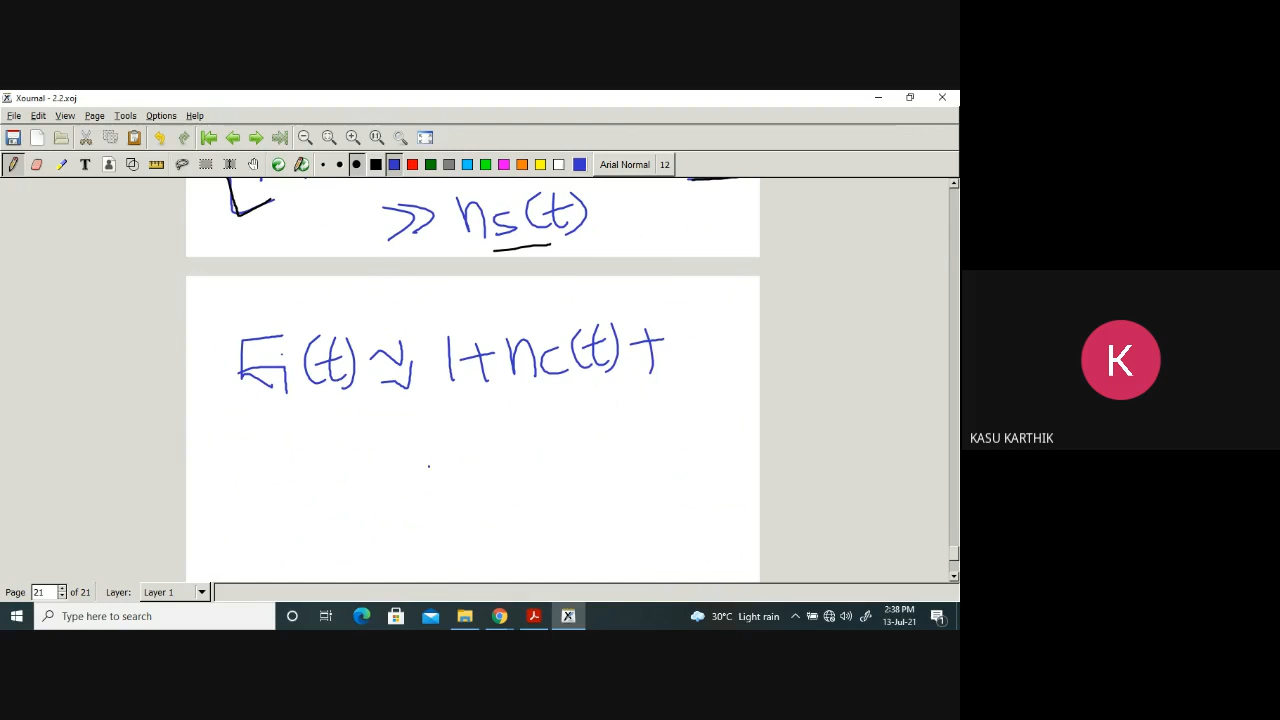 Xournal - 2.2.xoj
File Edit View Page Tools Options Help
Arial Normal 12
>> ns(t)
(t) ≈ 1 + nc(t) +
K
KASU KARTHIK
Page 21 of 21 Layer: Layer 1
Type here to search
30°C Light rain
2:38 PM
13-Jul-21
1